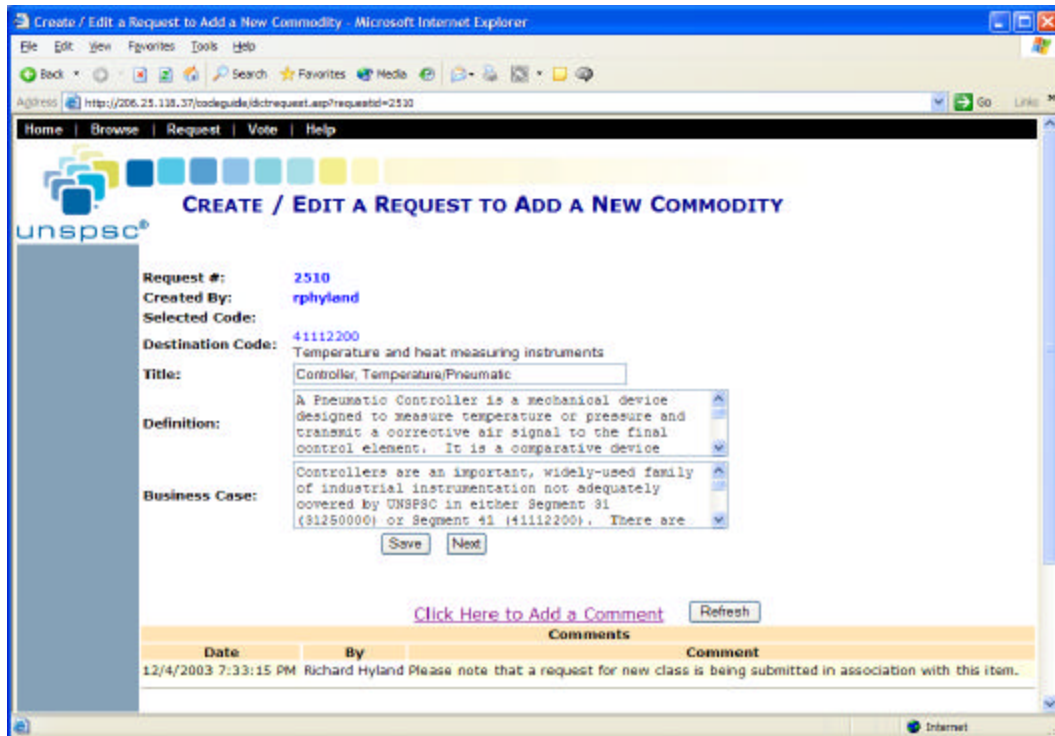 Create / Edit a Request to Add a New Commodity - Microsoft Internet Explorer
File Edit View Favorites Tools Help
Back Search Favorites Media
Address http://206.25.118.37/codeguide/dictrequest.asp?requestid=2510 Go Links
Home | Browse | Request | Vote | Help
unspsc®
CREATE / EDIT A REQUEST TO ADD A NEW COMMODITY
Request #: 2510
Created By: rphyland
Selected Code:
Destination Code: 41112200
Temperature and heat measuring instruments
Title: Controller, Temperature/Pneumatic
Definition: A Pneumatic Controller is a mechanical device
designed to measure temperature or pressure and
transmit a corrective air signal to the final
control element. It is a comparative device
Business Case: Controllers are an important, widely-used family
of industrial instrumentation not adequately
covered by UNSPSC in either Segment 31
(31250000) or Segment 41 (41112200). There are
Save Next
Click Here to Add a Comment Refresh
Comments
Date By Comment
12/4/2003 7:33:15 PM Richard Hyland Please note that a request for new class is being submitted in association with this item.
Internet